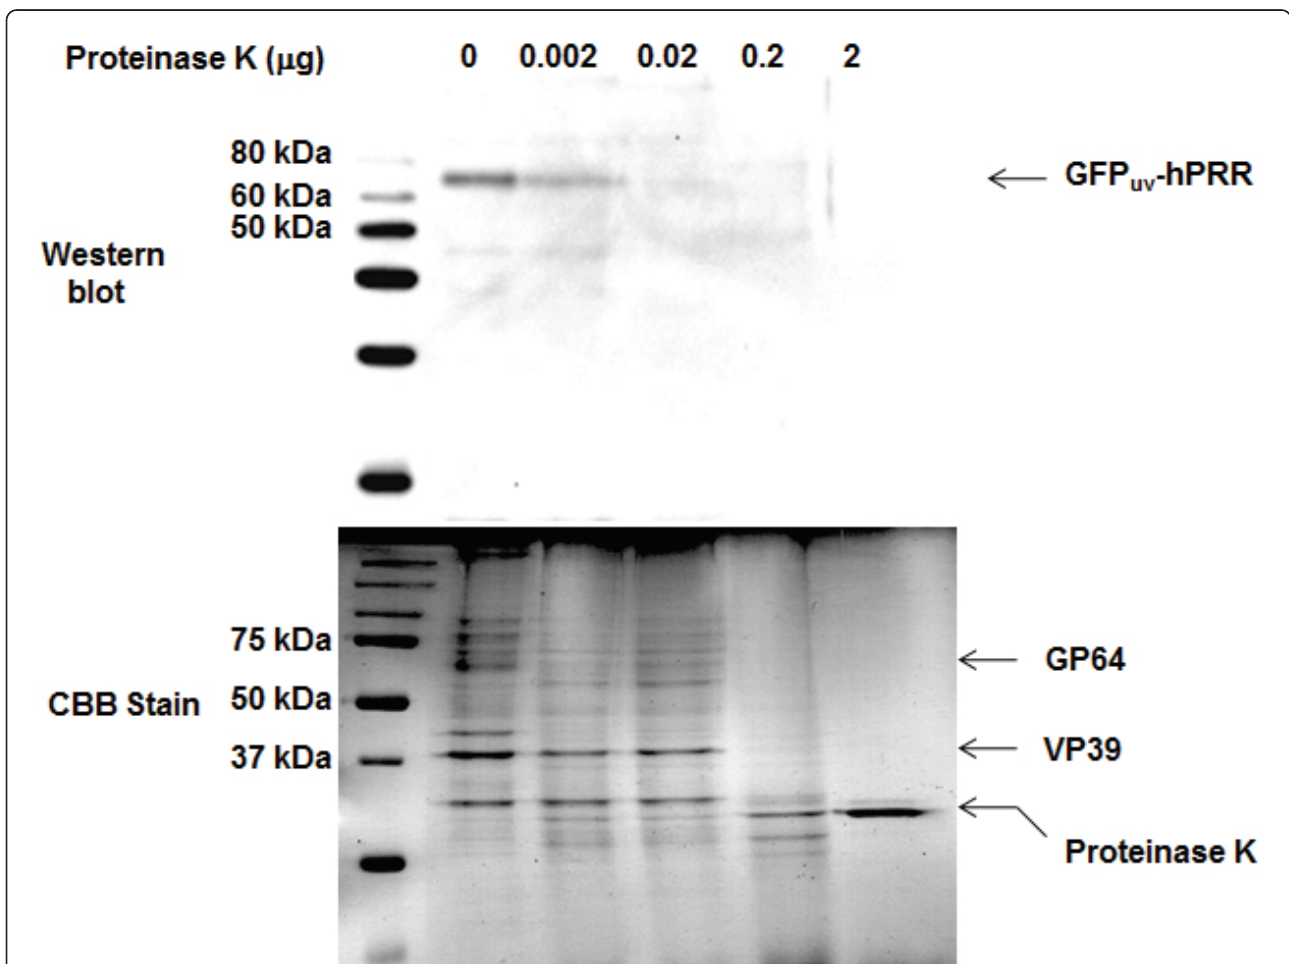 Proteinase K (μg) 0 0.002 0.02 0.2 2
80 kDa
GFPuv-hPRR
60 kDa
50 kDa
Western
blot
75 kDa
GP64
50 kDa
CBB Stain
VP39
37 kDa
Proteinase K